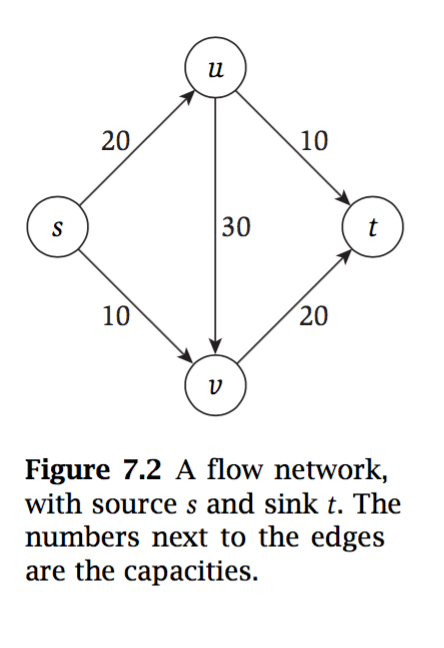 u
20
10
s
30
t
10
20
v
Figure 7.2 A flow network,
with source s and sink t. The
numbers next to the edges
are the capacities.